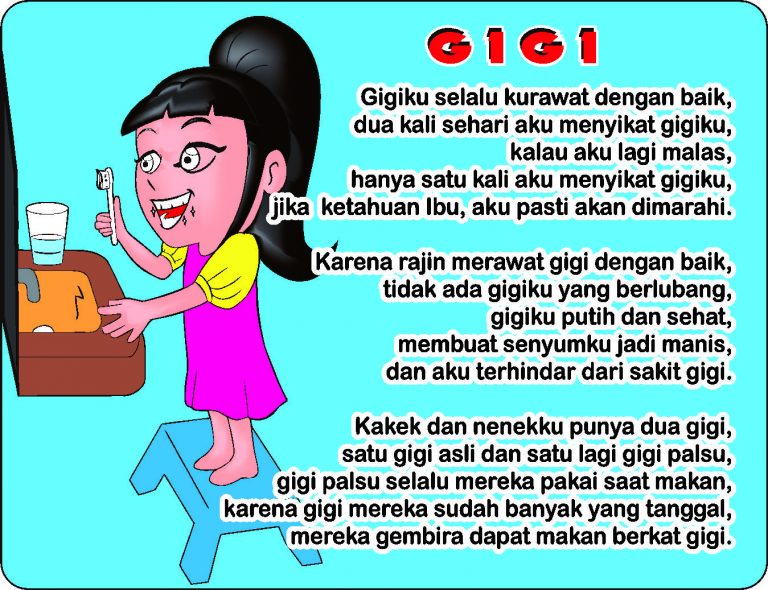 GIGI
Gigiku selalu kurawat dengan baik,
dua kali sehari aku menyikat gigiku,
kalau aku lagi malas,
hanya satu kali aku menyikat gigiku,
jika ketahuan Ibu, aku pasti akan dimarahi.
Karena rajin merawat gigi dengan baik,
tidak ada gigiku yang berlubang,
gigiku putih dan sehat,
membuat senyumku jadi manis,
dan aku terhindar dari sakit gigi.
Kakek dan nenekku punya dua gigi,
satu gigi asli dan satu lagi gigi palsu,
gigi palsu selalu mereka pakai saat makan,
karena gigi mereka sudah banyak yang tanggal,
mereka gembira dapat makan berkat gigi.